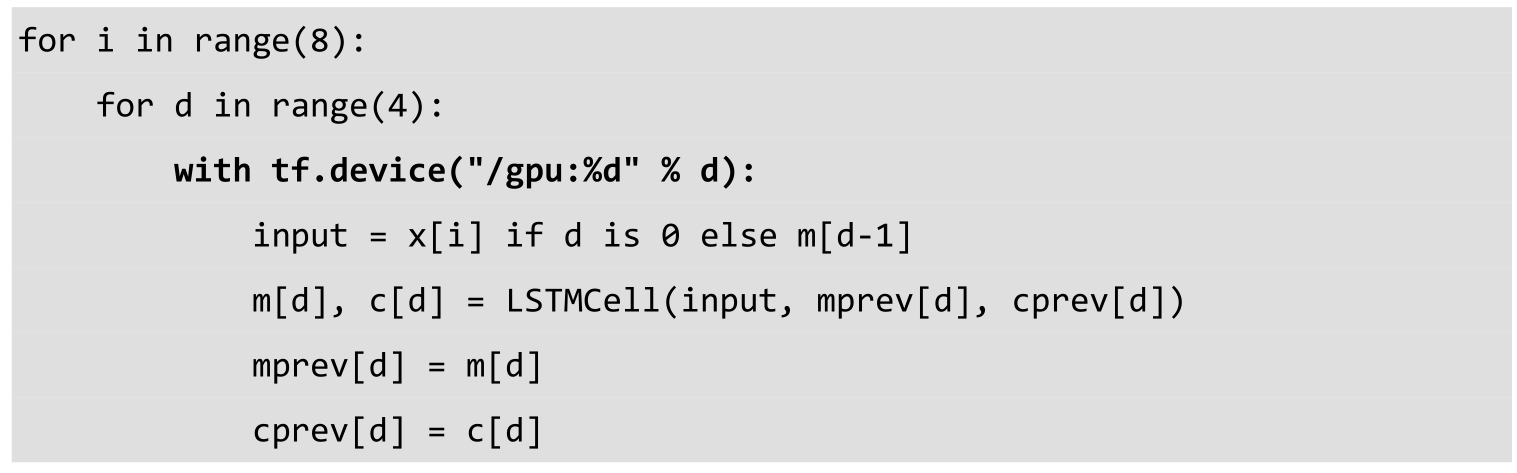 for i in range(8):
    for d in range(4):
        with tf.device("/gpu:%d" % d):
            input = x[i] if d is 0 else m[d-1]
            m[d], c[d] = LSTMCell(input, mprev[d], cprev[d])
            mprev[d] = m[d]
            cprev[d] = c[d]